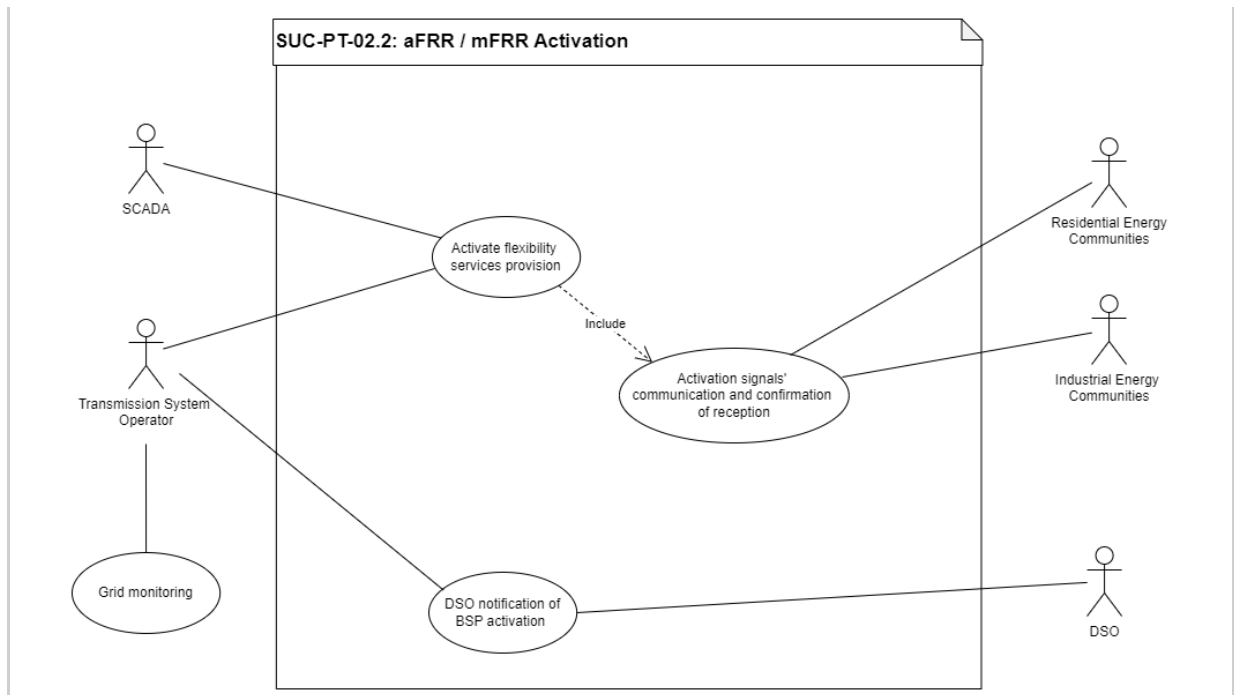 SUC-PT-02.2: aFRR / mFRR Activation
SCADA
Activate flexibility
services provision
Residential Energy
Communities
Include
Transmission System
Operator
Activation signals'
communication and confirmation
of reception
Industrial Energy
Communities
Grid monitoring
DSO notification of
BSP activation
DSO